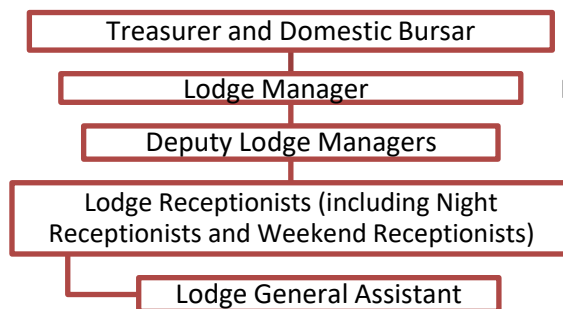 Treasurer and Domestic Bursar
Lodge Manager
Deputy Lodge Managers
Lodge Receptionists (including Night
Receptionists and Weekend Receptionists)
Lodge General Assistant